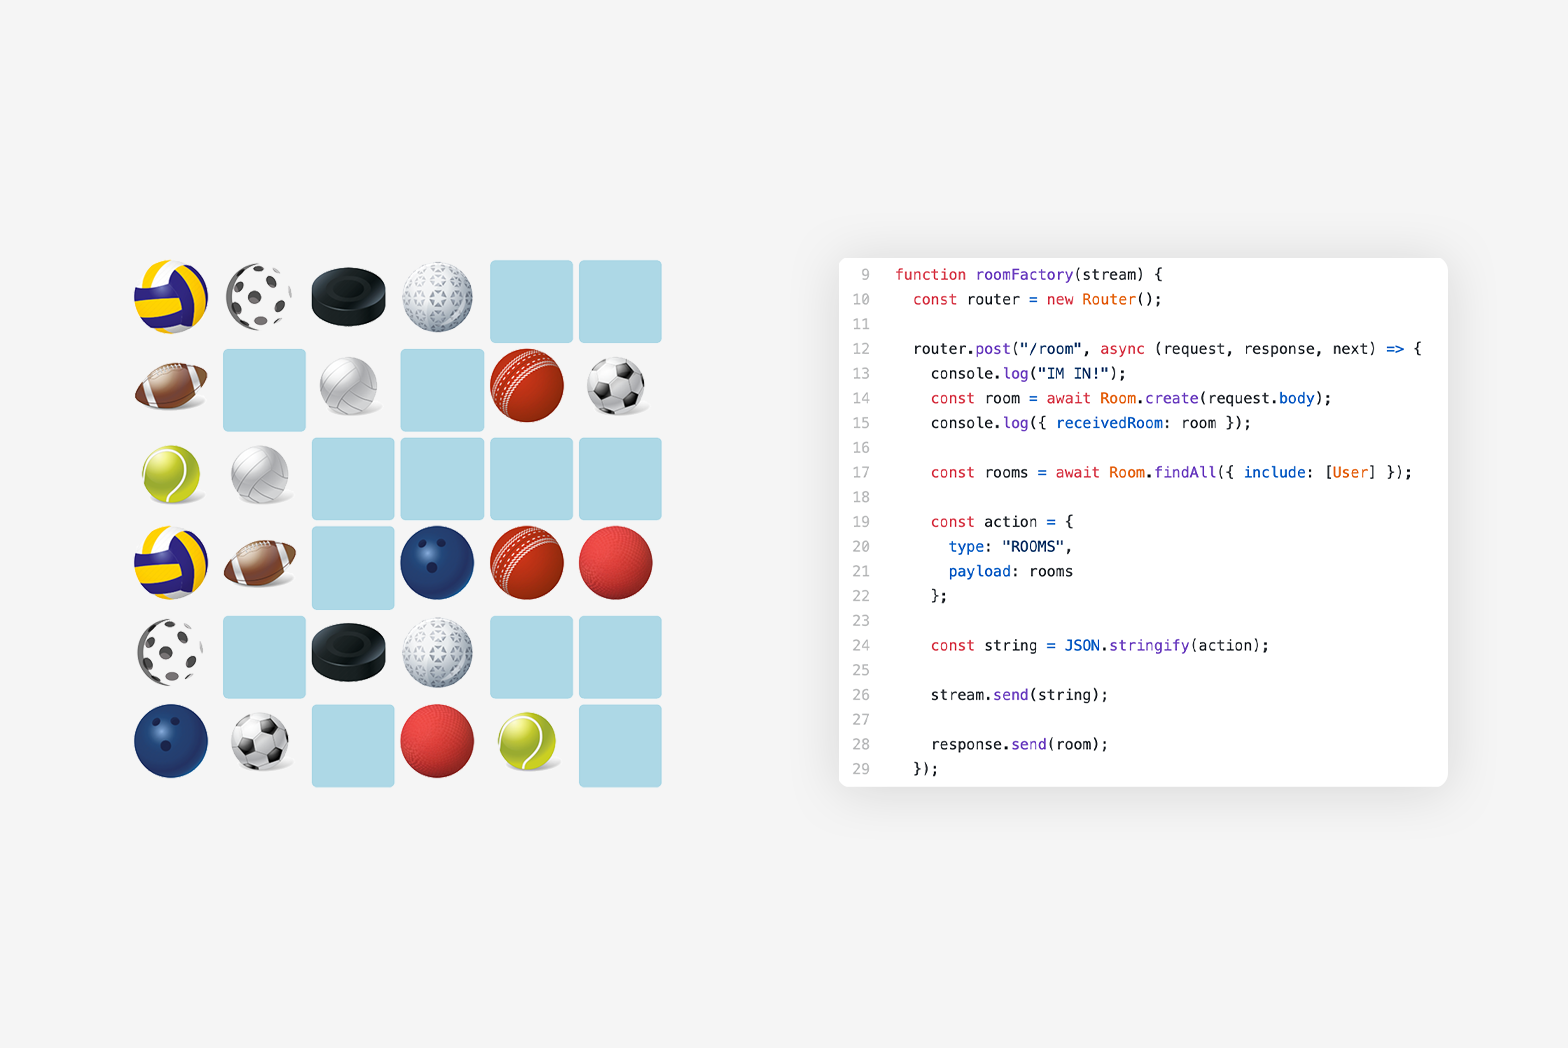 9 function roomFactory(stream) {
10 const router = new Router();
11
12 router.post("/room", async (request, response, next) => {
13 console.log("IM IN!");
14 const room = await Room.create(request.body);
15 console.log({ receivedRoom: room });
16
17 const rooms = await Room.findAll({ include: [User] });
18
19 const action = {
20 type: "ROOMS",
21 payload: rooms
22 };
23
24 const string = JSON.stringify(action);
25
26 stream.send(string);
27
28 response.send(room);
29 });